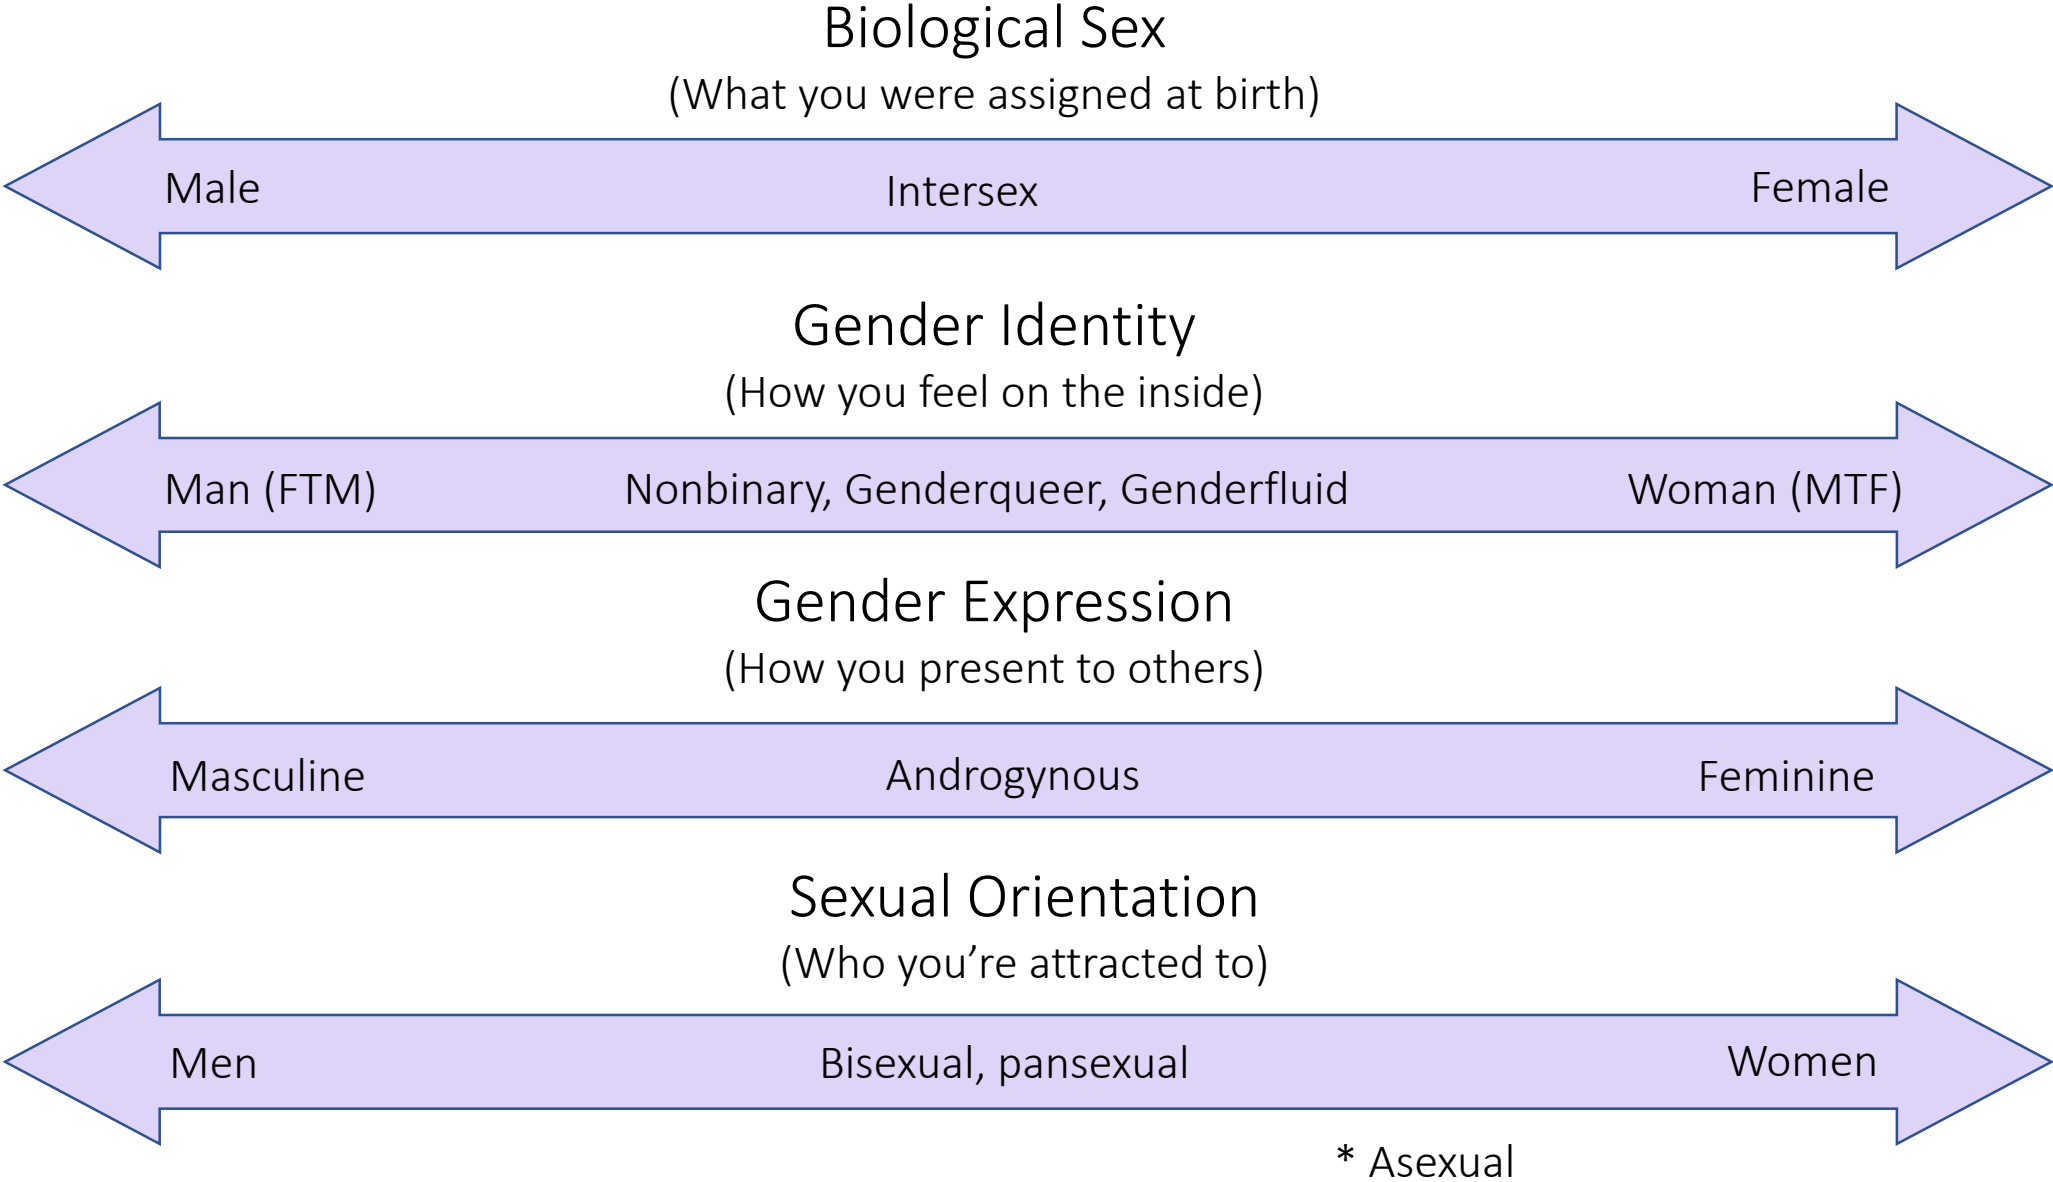 Biological Sex
(What you were assigned at birth)
Male Intersex Female
Gender Identity
(How you feel on the inside)
Man (FTM) Nonbinary, Genderqueer, Genderfluid Woman (MTF)
Gender Expression
(How you present to others)
Masculine Androgynous Feminine
Sexual Orientation
(Who you’re attracted to)
Men Bisexual, pansexual Women
* Asexual